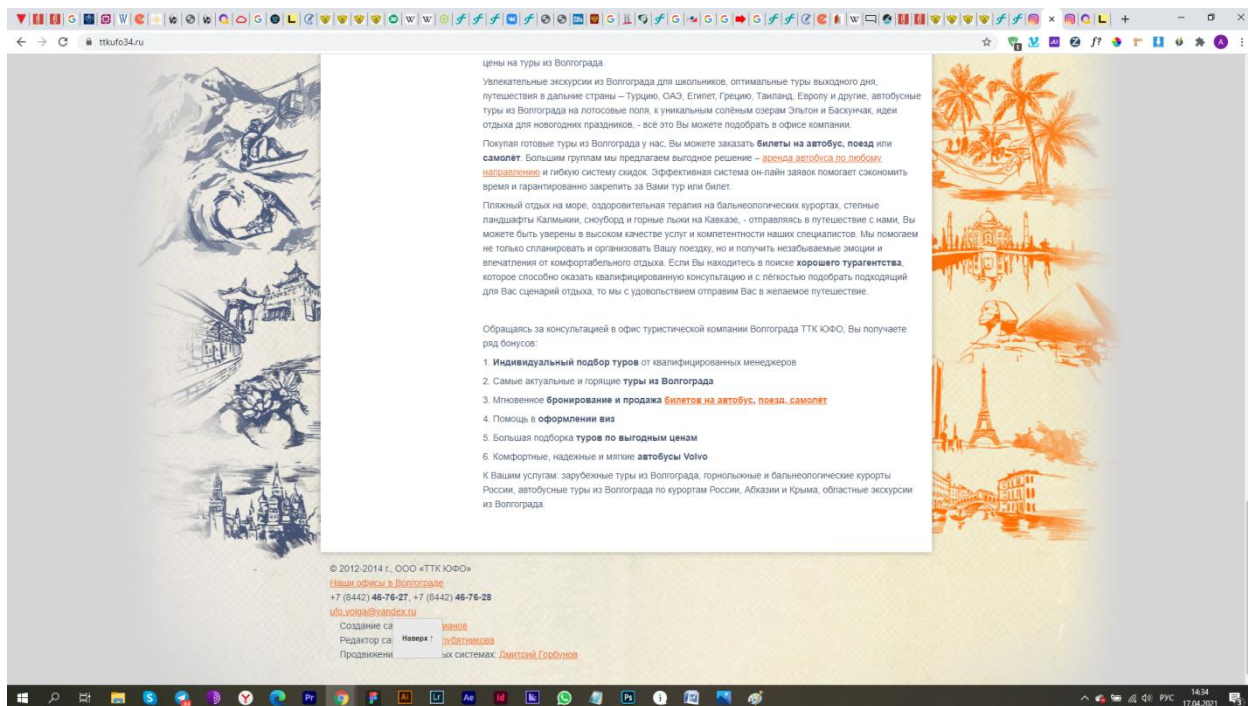 ttkufo34.ru
цены на туры из Волгограда.
Увлекательные экскурсии из Волгограда для школьников, оптимальные туры выходного дня,
путешествия в дальние страны – Турцию, ОАЭ, Египет, Грецию, Таиланд, Европу и другие, автобусные
туры из Волгограда на лотосовые поля, к уникальным солёным озерам Эльтон и Баскунчак, идеи
отдыха для новогодних праздников, - всё это Вы можете подобрать в офисе компании.
Покупая готовые туры из Волгограда у нас, Вы можете заказать билеты на автобус, поезд или
самолёт. Большим группам мы предлагаем выгодное решение – аренда автобуса по любому
направлению и гибкую систему скидок. Эффективная система он-лайн заявок помогает сэкономить
время и гарантированно закрепить за Вами тур или билет.
Пляжный отдых на море, оздоровительная терапия на бальнеологических курортах, степные
ландшафты Калмыкии, сноуборд и горные лыжи на Кавказе, - отправляясь в путешествие с нами, Вы
можете быть уверены в высоком качестве услуг и компетентности наших специалистов. Мы помогаем
не только спланировать и организовать Вашу поездку, но и получить незабываемые эмоции и
впечатления от комфортабельного отдыха. Если Вы находитесь в поиске хорошего турагентства,
которое способно оказать квалифицированную консультацию и с лёгкостью подобрать подходящий
для Вас сценарий отдыха, то мы с удовольствием отправим Вас в желаемое путешествие.
Обращаясь за консультацией в офис туристической компании Волгограда ТТК ЮФО, Вы получаете
ряд бонусов:
1. Индивидуальный подбор туров от квалифицированных менеджеров
2. Самые актуальные и горящие туры из Волгограда
3. Мгновенное бронирование и продажа билетов на автобус, поезд, самолёт
4. Помощь в оформлении виз
5. Большая подборка туров по выгодным ценам
6. Комфортные, надежные и мягкие автобусы Volvo
К Вашим услугам: зарубежные туры из Волгограда, горнолыжные и бальнеологические курорты
России, автобусные туры из Волгограда по курортам России, Абхазии и Крыма, областные экскурсии
из Волгограда.
© 2012-2014 г., ООО «ТТК ЮФО»
Наши офисы в Волгограде
+7 (8442) 46-76-27, +7 (8442) 46-76-28
ufo.volga@yandex.ru
Создание
Редактор
Наверх ↑
системах: Дмитрий Горбунов
РУС
14:34
17.04.2021